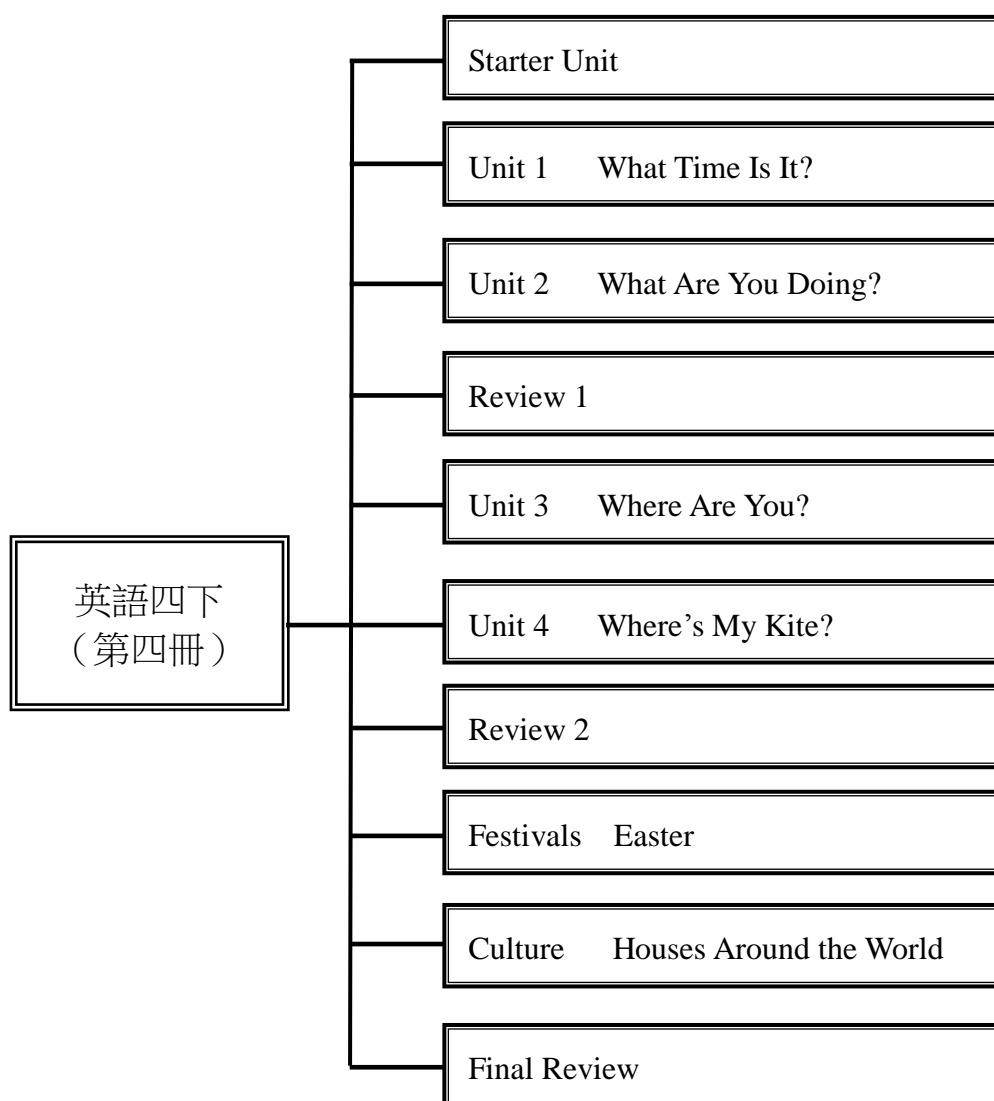 Starter Unit
Unit 1 What Time Is It?
Unit 2 What Are You Doing?
Review 1
Unit 3 Where Are You?
英語四下
（第四冊）
Unit 4 Where’s My Kite?
Review 2
Festivals Easter
Culture Houses Around the World
Final Review